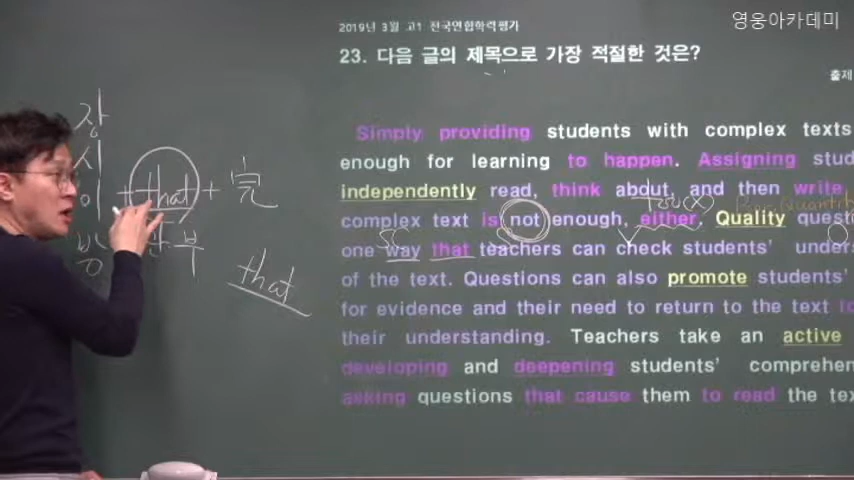 영웅아카데미
2019년 3월 고1 전국연합학력평가
23. 다음 글의 제목으로 가장 적절한 것은?
출제
Simply providing students with complex texts
enough for learning to happen. Assigning stud
independently read, think about, and then write
complex text is not enough, either. Quality questi
one way that teachers can check students' unders
of the text. Questions can also promote students'
for evidence and their need to return to the text to
their understanding. Teachers take an active
developing and deepening students' comprehen
asking questions that cause them to read the tex
장
시
이 + that + 完
방 부
that
too(X)
Quantity